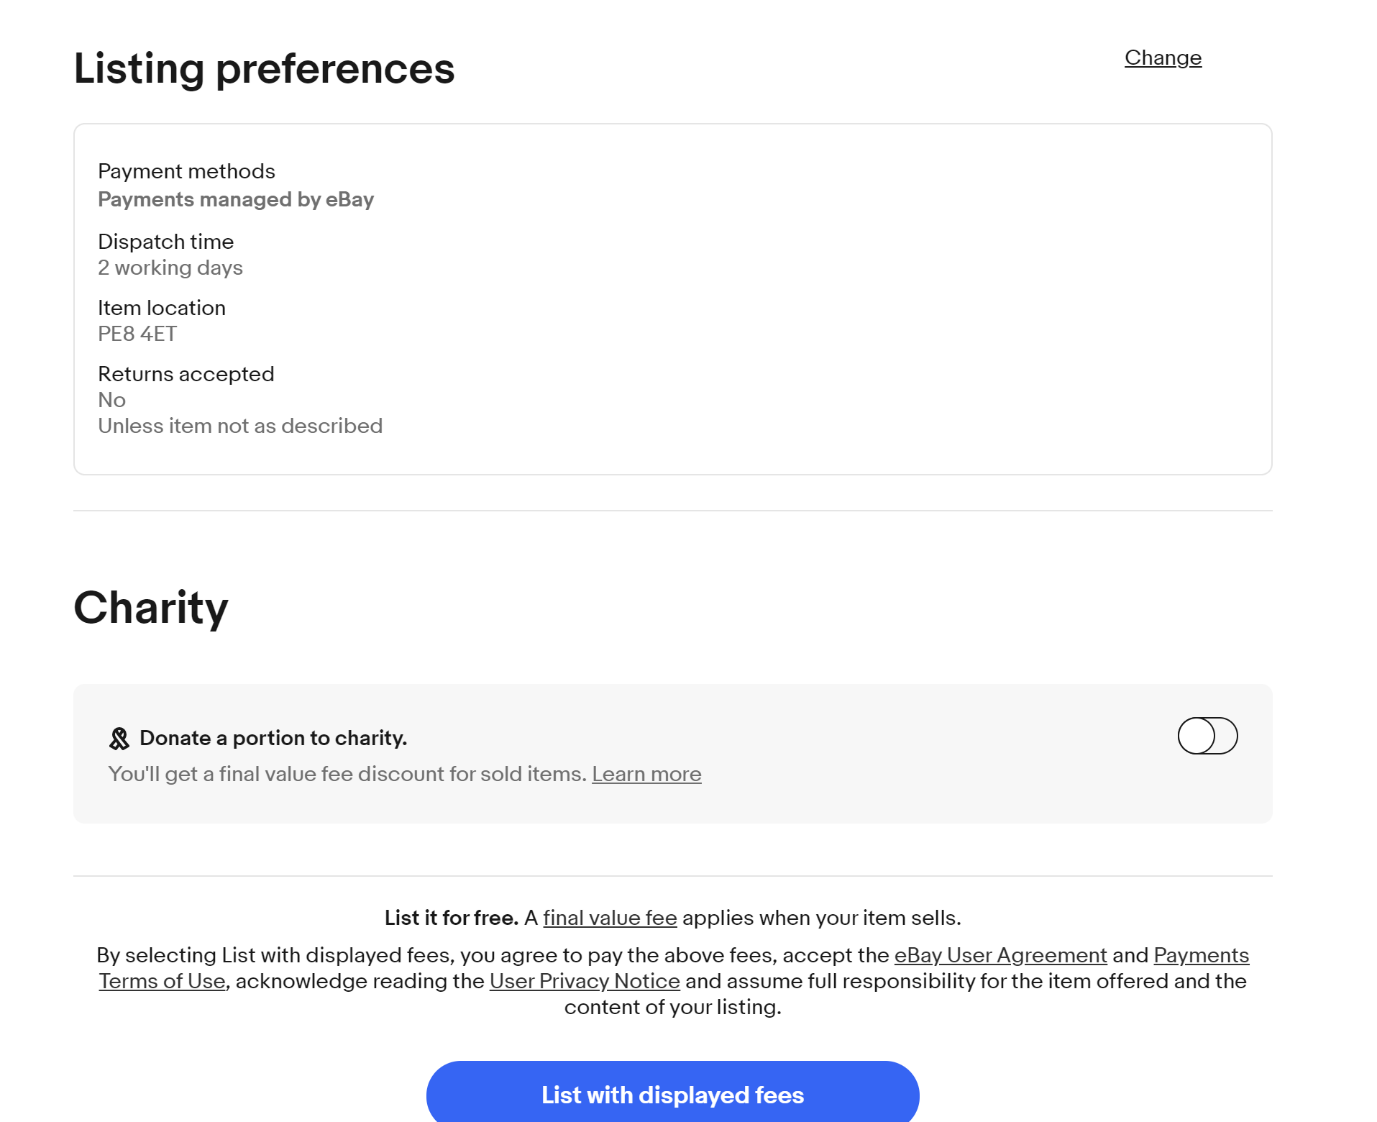 Listing preferences
Change
Payment methods
Payments managed by eBay
Dispatch time
2 working days
Item location
PE8 4ET
Returns accepted
No
Unless item not as described
Charity
Donate a portion to charity.
You'll get a final value fee discount for sold items. Learn more
List it for free. A final value fee applies when your item sells.
By selecting List with displayed fees, you agree to pay the above fees, accept the eBay User Agreement and Payments
Terms of Use, acknowledge reading the User Privacy Notice and assume full responsibility for the item offered and the
content of your listing.
List with displayed fees